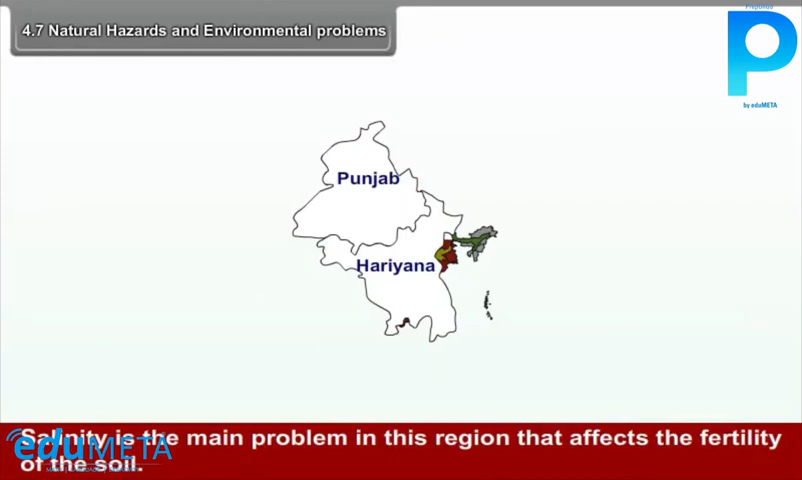 4.7 Natural Hazards and Environmental problems
Prepondo
P
by eduMETA
Punjab
Hariyana
Salinity is the main problem in this region that affects the fertility
of the soil.
eduMETA